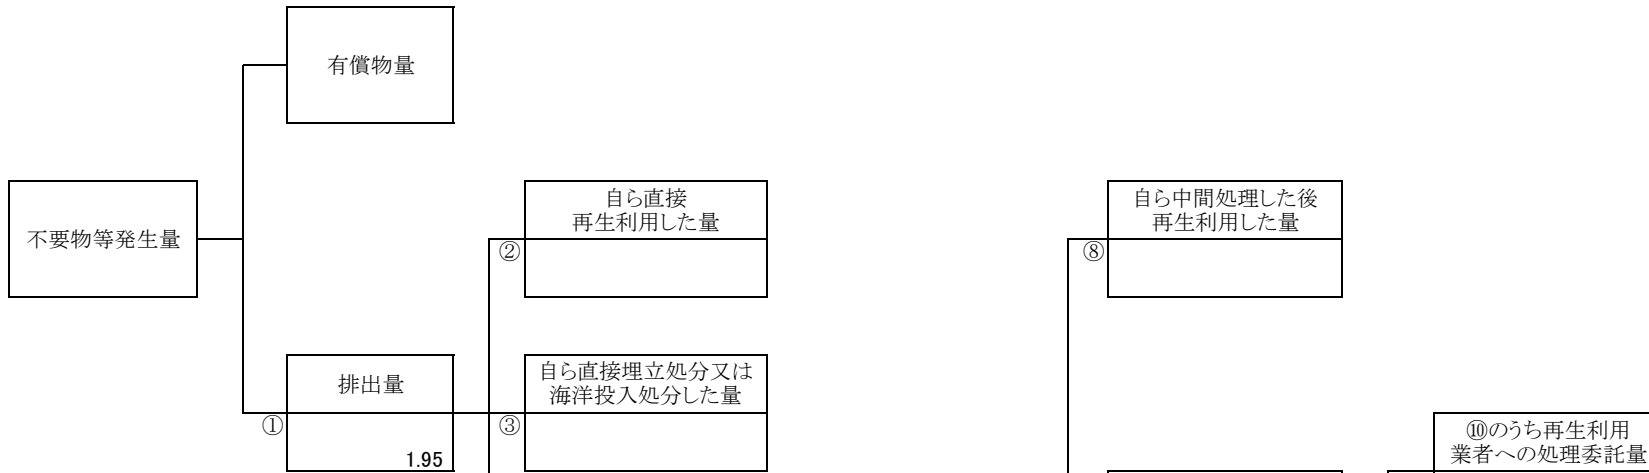 有償物量
不要物等発生量
自ら直接
再生利用した量
②
自ら中間処理した後
再生利用した量
⑧
排出量
①
1.95
自ら直接埋立処分又は
海洋投入処分した量
③
⑩のうち再生利用
業者への処理委託量